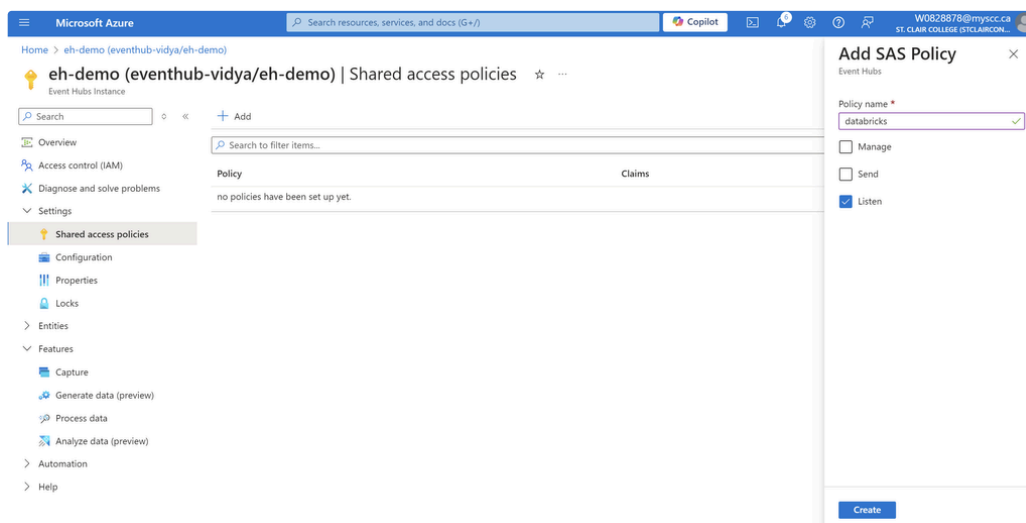 Microsoft Azure
Search resources, services, and docs (G+/)
Copilot
6
W0828878@myscc.ca
ST. CLAIR COLLEGE (STCLAIRCON...
Home > eh-demo (eventhub-vidya/eh-demo)
eh-demo (eventhub-vidya/eh-demo) | Shared access policies
Event Hubs Instance
Search
Overview
Access control (IAM)
Diagnose and solve problems
Settings
Shared access policies
Configuration
Properties
Locks
Entities
Features
Capture
Generate data (preview)
Process data
Analyze data (preview)
Automation
Help
+ Add
Search to filter items...
Policy Claims
no policies have been set up yet.
Add SAS Policy
Event Hubs
Policy name *
databricks
Manage
Send
Listen
Create